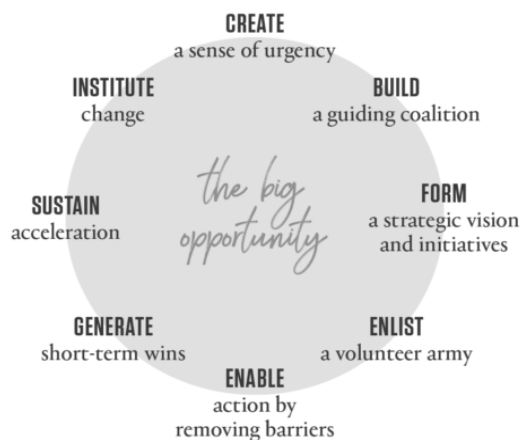 CREATE
a sense of urgency
BUILD
a guiding coalition
FORM
a strategic vision
and initiatives
ENLIST
a volunteer army
ENABLE
action by
removing barriers
GENERATE
short-term wins
SUSTAIN
acceleration
INSTITUTE
change
the big
opportunity